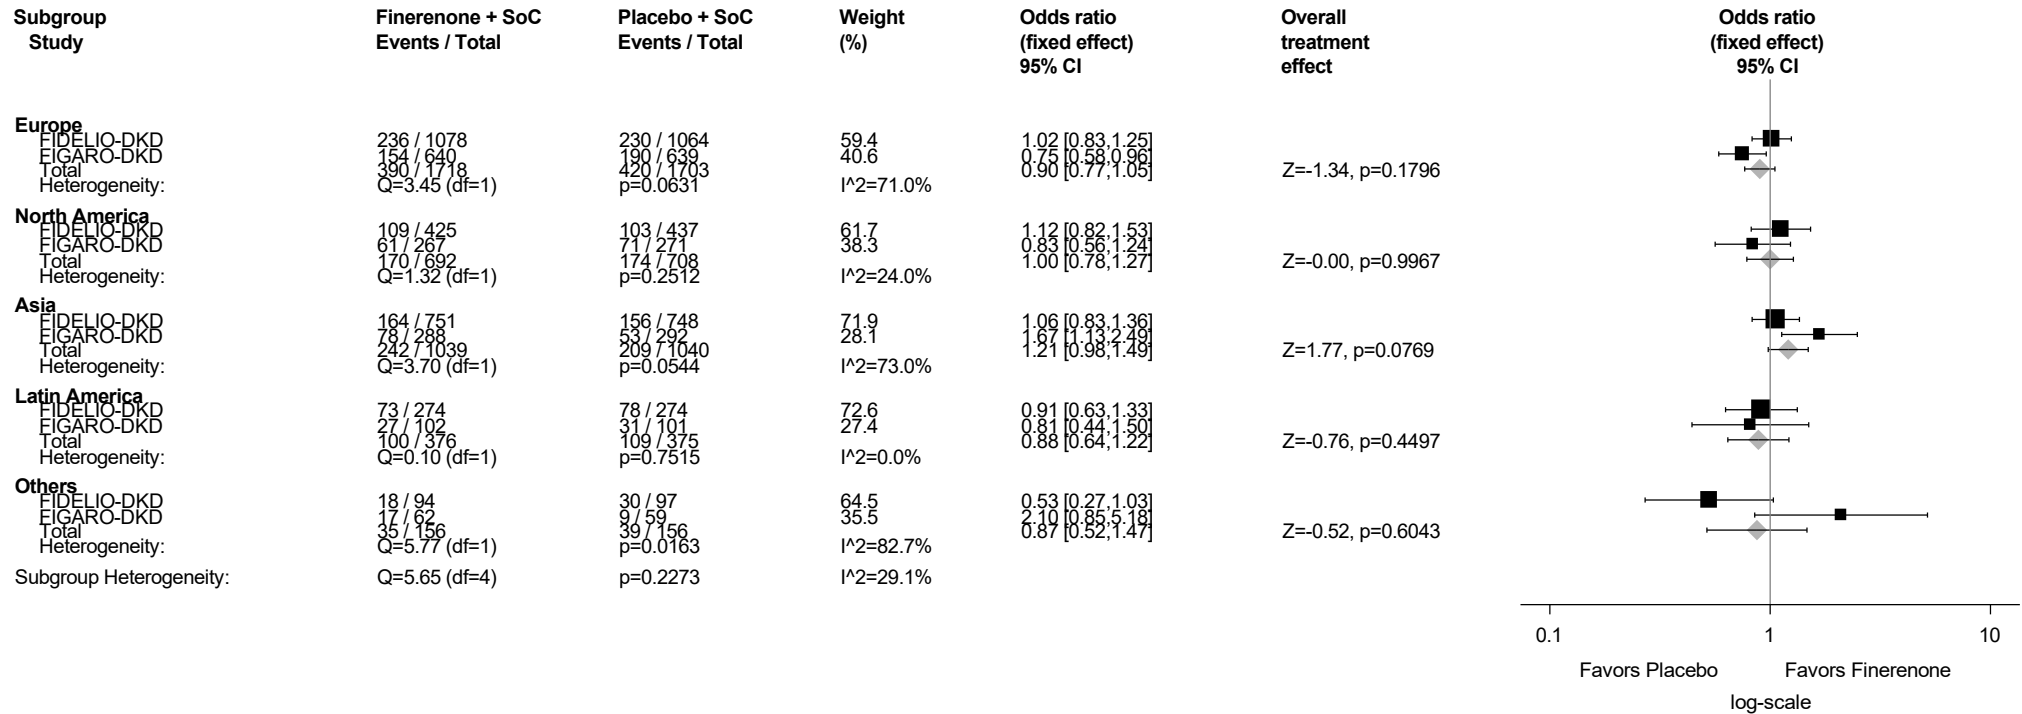 Subgroup Finerenone + SoC Placebo + SoC Weight Odds ratio Overall Odds ratio
Study Events / Total Events / Total (%) (fixed effect) treatment (fixed effect)
95% CI effect 95% CI
Europe
FIDELIO-DKD 236 / 1078 230 / 1064 59.4 1.02 [0.83,1.25]
FIGARO-DKD 154 / 640 190 / 639 40.6 0.75 [0.58,0.96]
Total 390 / 1718 420 / 1703 0.90 [0.77,1.05] Z=-1.34, p=0.1796
Heterogeneity: Q=3.45 (df=1) p=0.0631 I^2=71.0%
North America
FIDELIO-DKD 109 / 425 103 / 437 61.7 1.12 [0.82,1.53]
FIGARO-DKD 61 / 267 71 / 271 38.3 0.83 [0.56,1.24]
Total 170 / 692 174 / 708 1.00 [0.78,1.27] Z=-0.00, p=0.9967
Heterogeneity: Q=1.32 (df=1) p=0.2512 I^2=24.0%
Asia
FIDELIO-DKD 164 / 751 156 / 748 71.9 1.06 [0.83,1.36]
FIGARO-DKD 78 / 288 53 / 292 28.1 1.67 [1.13,2.49]
Total 242 / 1039 209 / 1040 1.21 [0.98,1.49] Z=1.77, p=0.0769
Heterogeneity: Q=3.70 (df=1) p=0.0544 I^2=73.0%
Latin America
FIDELIO-DKD 73 / 274 78 / 274 72.6 0.91 [0.63,1.33]
FIGARO-DKD 27 / 102 31 / 101 27.4 0.81 [0.44,1.50]
Total 100 / 376 109 / 375 0.88 [0.64,1.22] Z=-0.76, p=0.4497
Heterogeneity: Q=0.10 (df=1) p=0.7515 I^2=0.0%
Others
FIDELIO-DKD 18 / 94 30 / 97 64.5 0.53 [0.27,1.03]
FIGARO-DKD 17 / 62 9 / 59 35.5 2.10 [0.85,5.18]
Total 35 / 156 39 / 156 0.87 [0.52,1.47] Z=-0.52, p=0.6043
Heterogeneity: Q=5.77 (df=1) p=0.0163 I^2=82.7%
Subgroup Heterogeneity: Q=5.65 (df=4) p=0.2273 I^2=29.1%
0.1 1 10
Favors Placebo Favors Finerenone
log-scale